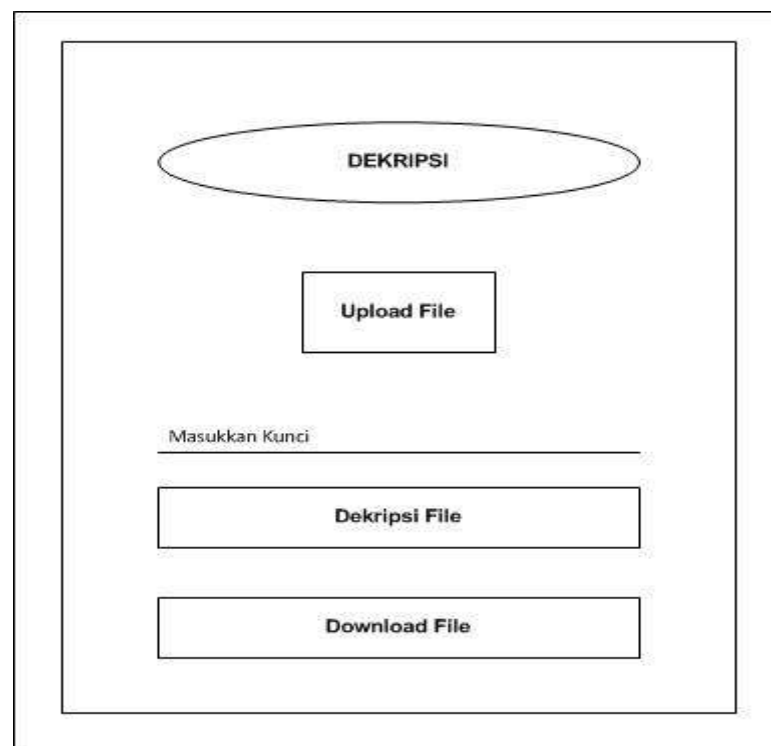 DEKRIPSI
Upload File
Masukkan Kunci
Dekripsi File
Download File